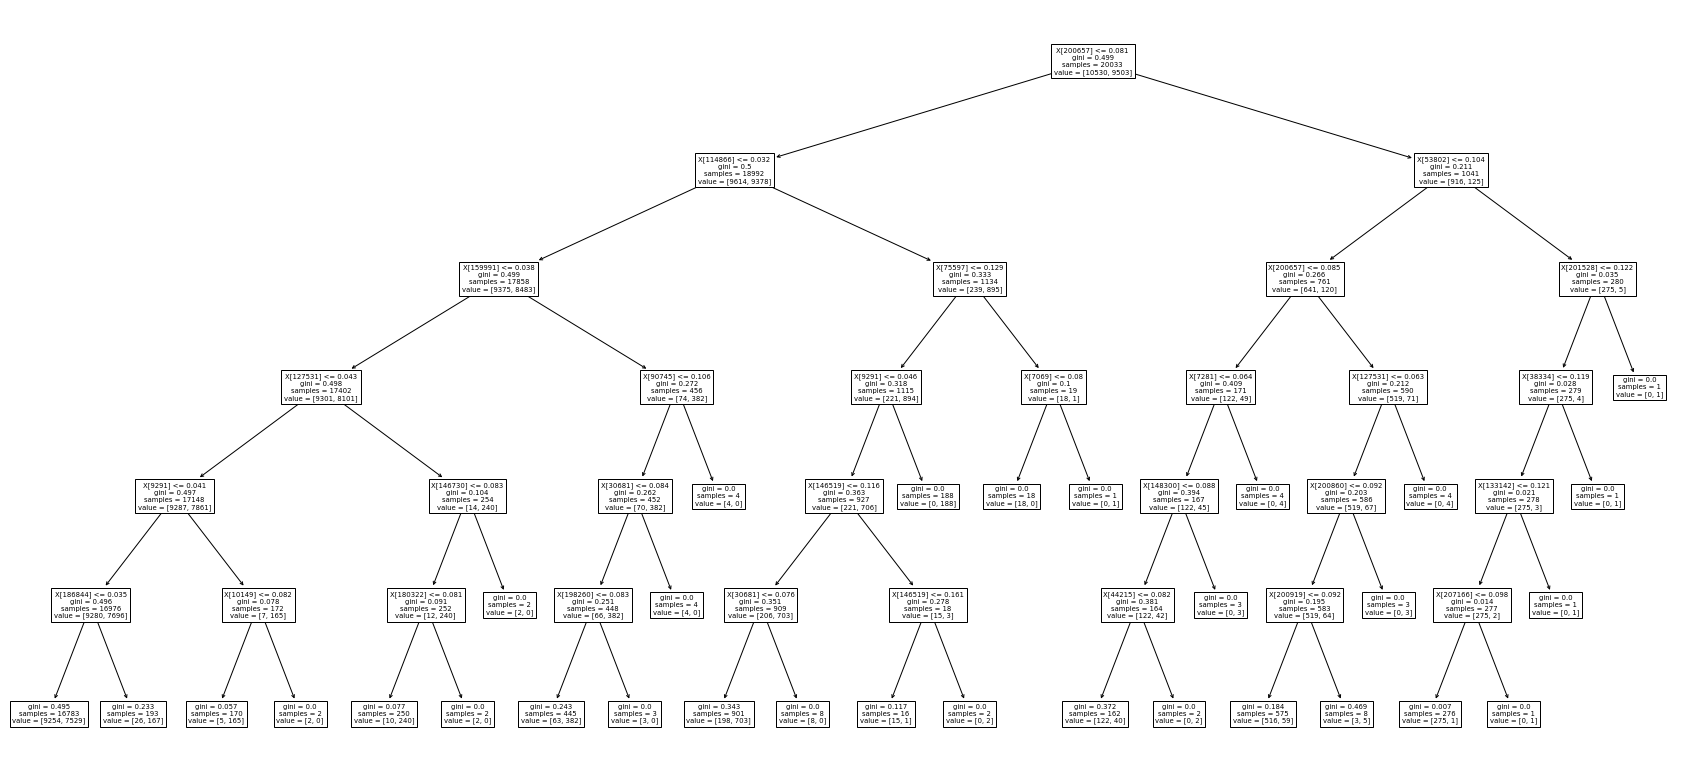 X[200657] <= 0.081
gini = 0.499
samples = 20033
value = [10530, 9503]
X[114866] <= 0.032
gini = 0.5
samples = 18992
value = [9614, 9378]
X[53802] <= 0.104
gini = 0.211
samples = 1041
value = [916, 125]
X[159991] <= 0.038
gini = 0.499
samples = 17858
value = [9375, 8483]
X[75597] <= 0.129
gini = 0.333
samples = 1134
value = [239, 895]
X[200657] <= 0.085
gini = 0.266
samples = 761
value = [641, 120]
X[201528] <= 0.122
gini = 0.035
samples = 280
value = [275, 5]
X[127531] <= 0.043
gini = 0.498
samples = 17402
value = [9301, 8101]
X[90745] <= 0.106
gini = 0.272
samples = 456
value = [74, 382]
X[9291] <= 0.046
gini = 0.318
samples = 1115
value = [221, 894]
X[7069] <= 0.08
gini = 0.1
samples = 19
value = [18, 1]
X[7281] <= 0.064
gini = 0.409
samples = 171
value = [122, 49]
X[127531] <= 0.063
gini = 0.212
samples = 590
value = [519, 71]
X[38334] <= 0.119
gini = 0.028
samples = 279
value = [275, 4]
gini = 0.0
samples = 1
value = [0, 1]
X[9291] <= 0.041
gini = 0.497
samples = 17148
value = [9287, 7861]
X[146730] <= 0.083
gini = 0.104
samples = 254
value = [14, 240]
X[30681] <= 0.084
gini = 0.262
samples = 452
value = [70, 382]
gini = 0.0
samples = 4
value = [4, 0]
X[146519] <= 0.116
gini = 0.363
samples = 927
value = [221, 706]
gini = 0.0
samples = 188
value = [0, 188]
gini = 0.0
samples = 18
value = [18, 0]
gini = 0.0
samples = 1
value = [0, 1]
X[148300] <= 0.088
gini = 0.394
samples = 167
value = [122, 45]
gini = 0.0
samples = 4
value = [0, 4]
X[200860] <= 0.092
gini = 0.203
samples = 586
value = [519, 67]
gini = 0.0
samples = 4
value = [0, 4]
X[133142] <= 0.121
gini = 0.021
samples = 278
value = [275, 3]
gini = 0.0
samples = 1
value = [0, 1]
X[186844] <= 0.035
gini = 0.496
samples = 16976
value = [9280, 7696]
X[10149] <= 0.082
gini = 0.078
samples = 172
value = [7, 165]
X[180322] <= 0.081
gini = 0.091
samples = 252
value = [12, 240]
gini = 0.0
samples = 2
value = [2, 0]
X[198260] <= 0.083
gini = 0.251
samples = 448
value = [66, 382]
gini = 0.0
samples = 4
value = [4, 0]
X[30681] <= 0.076
gini = 0.351
samples = 909
value = [206, 703]
X[146519] <= 0.161
gini = 0.278
samples = 18
value = [15, 3]
X[44215] <= 0.082
gini = 0.381
samples = 164
value = [122, 42]
gini = 0.0
samples = 3
value = [0, 3]
X[200919] <= 0.092
gini = 0.195
samples = 583
value = [519, 64]
gini = 0.0
samples = 3
value = [0, 3]
X[207166] <= 0.098
gini = 0.014
samples = 277
value = [275, 2]
gini = 0.0
samples = 1
value = [0, 1]
gini = 0.495
samples = 16783
value = [9254, 7529]
gini = 0.233
samples = 193
value = [26, 167]
gini = 0.057
samples = 170
value = [5, 165]
gini = 0.0
samples = 2
value = [2, 0]
gini = 0.077
samples = 250
value = [10, 240]
gini = 0.0
samples = 2
value = [2, 0]
gini = 0.243
samples = 445
value = [63, 382]
gini = 0.0
samples = 3
value = [3, 0]
gini = 0.343
samples = 901
value = [198, 703]
gini = 0.0
samples = 8
value = [8, 0]
gini = 0.117
samples = 16
value = [15, 1]
gini = 0.0
samples = 2
value = [0, 2]
gini = 0.372
samples = 162
value = [122, 40]
gini = 0.0
samples = 2
value = [0, 2]
gini = 0.184
samples = 575
value = [516, 59]
gini = 0.469
samples = 8
value = [3, 5]
gini = 0.007
samples = 276
value = [275, 1]
gini = 0.0
samples = 1
value = [0, 1]